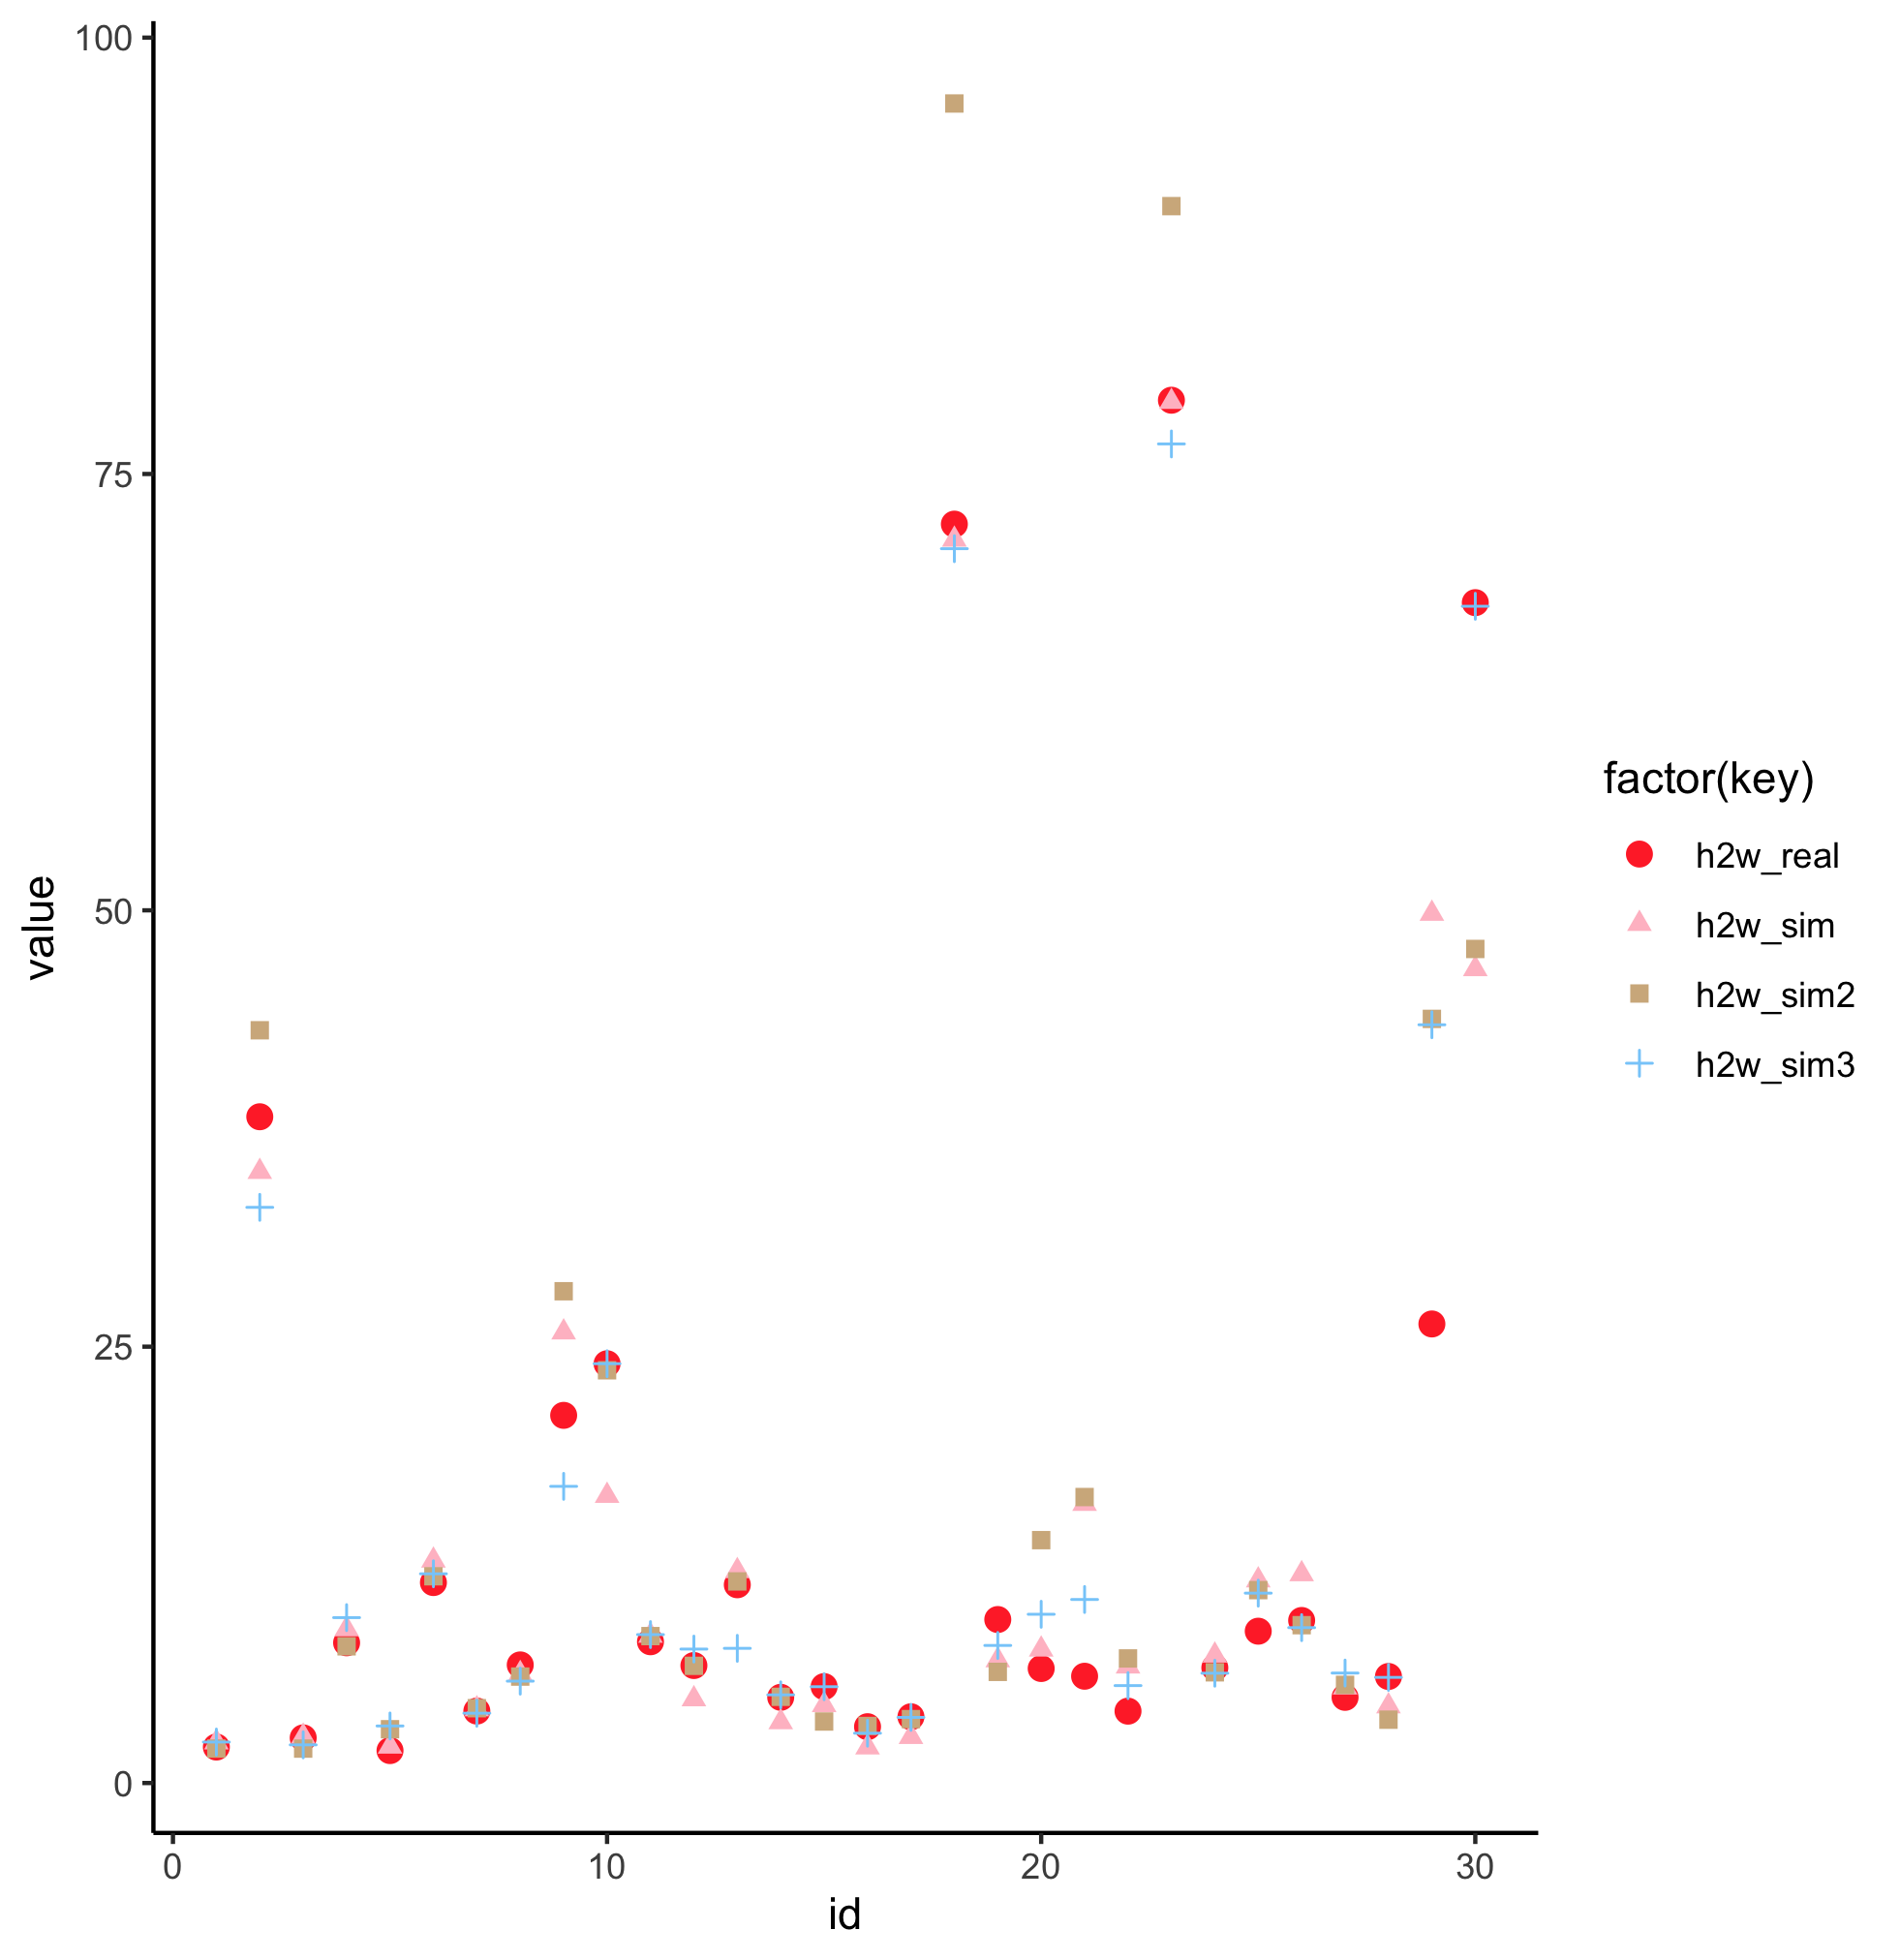 100
75
50
25
0
value
0 10 20 30
id
factor(key)
h2w_real
h2w_sim
h2w_sim2
h2w_sim3